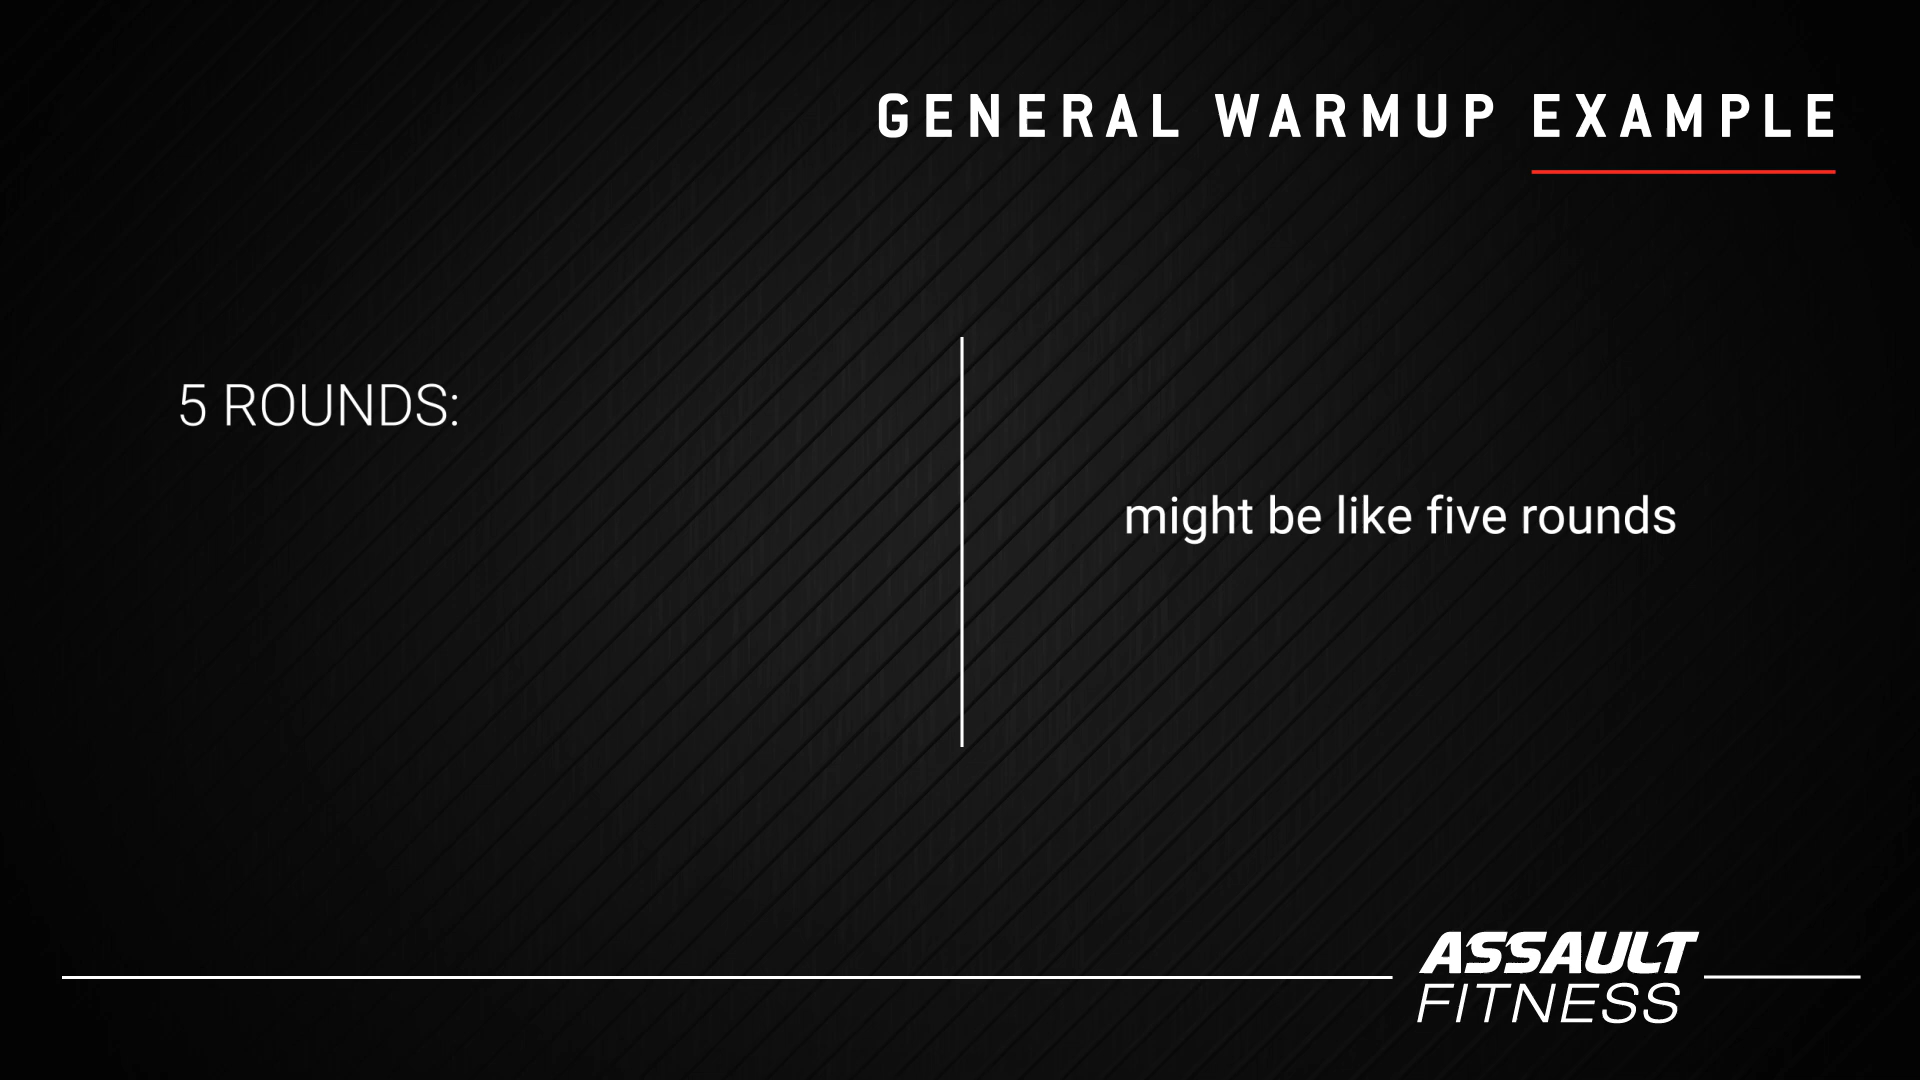 GENERAL WARMUP EXAMPLE
5 ROUNDS:
might be like five rounds
ASSAULT
FITNESS